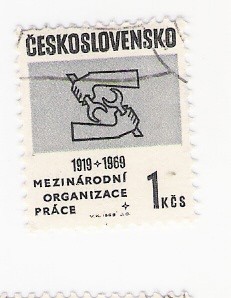 ČESKOSLOVENSKO
1919 + 1969
MEZINÁRODNÍ
ORGANIZACE
PRÁCE
1 KČS